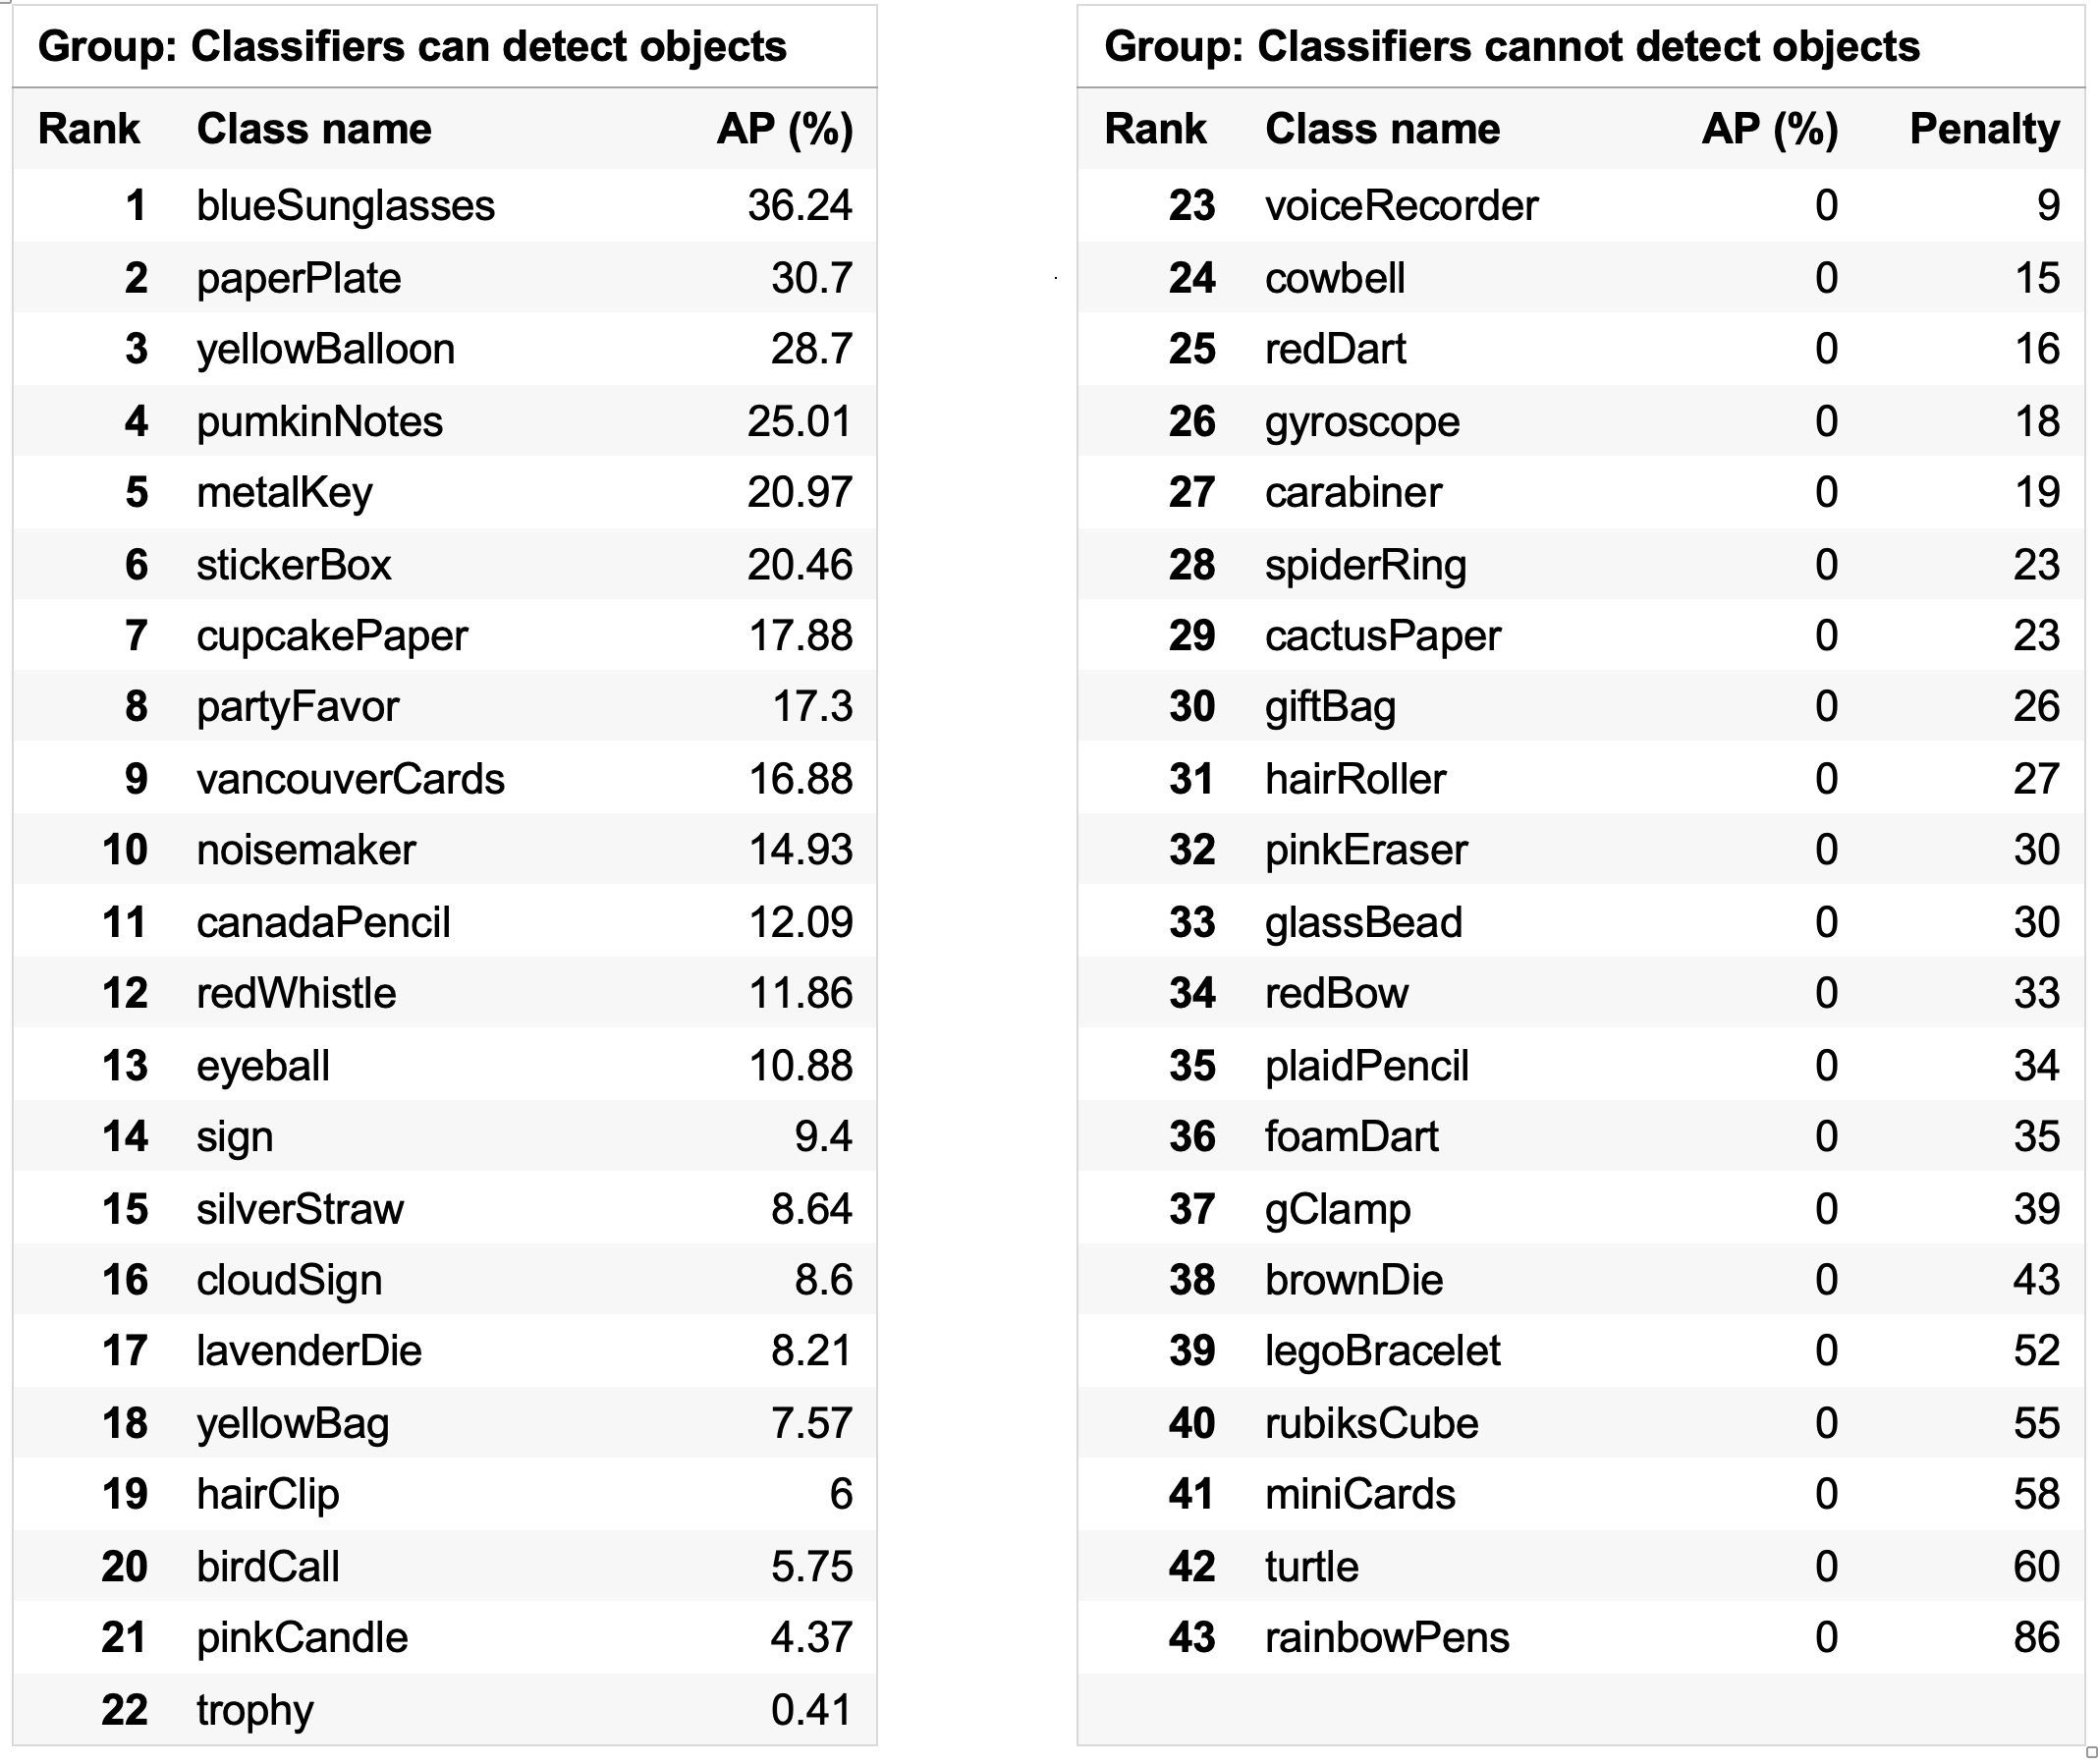 Group: Classifiers can detect objects
Rank Class name AP (%)
1 blueSunglasses 36.24
2 paperPlate 30.7
3 yellowBalloon 28.7
4 pumkinNotes 25.01
5 metalKey 20.97
6 stickerBox 20.46
7 cupcakePaper 17.88
8 partyFavor 17.3
9 vancouverCards 16.88
10 noisemaker 14.93
11 canadaPencil 12.09
12 redWhistle 11.86
13 eyeball 10.88
14 sign 9.4
15 silverStraw 8.64
16 cloudSign 8.6
17 lavenderDie 8.21
18 yellowBag 7.57
19 hairClip 6
20 birdCall 5.75
21 pinkCandle 4.37
22 trophy 0.41
Group: Classifiers cannot detect objects
Rank Class name AP (%) Penalty
23 voiceRecorder 0 9
24 cowbell 0 15
25 redDart 0 16
26 gyroscope 0 18
27 carabiner 0 19
28 spiderRing 0 23
29 cactusPaper 0 23
30 giftBag 0 26
31 hairRoller 0 27
32 pinkEraser 0 30
33 glassBead 0 30
34 redBow 0 33
35 plaidPencil 0 34
36 foamDart 0 35
37 gClamp 0 39
38 brownDie 0 43
39 legoBracelet 0 52
40 rubiksCube 0 55
41 miniCards 0 58
42 turtle 0 60
43 rainbowPens 0 86